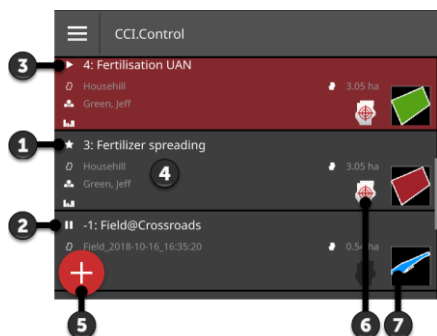 CCI.Control
3
4: Fertilisation UAN
Househill
3.05 ha
Green, Jeff
1
3: Fertilizer spreading
Househill
3.05 ha
4
Green, Jeff
2
-1: Field@Crossroads
Field_2018-10-16_16:35:20
0.54 ha
5
6
7